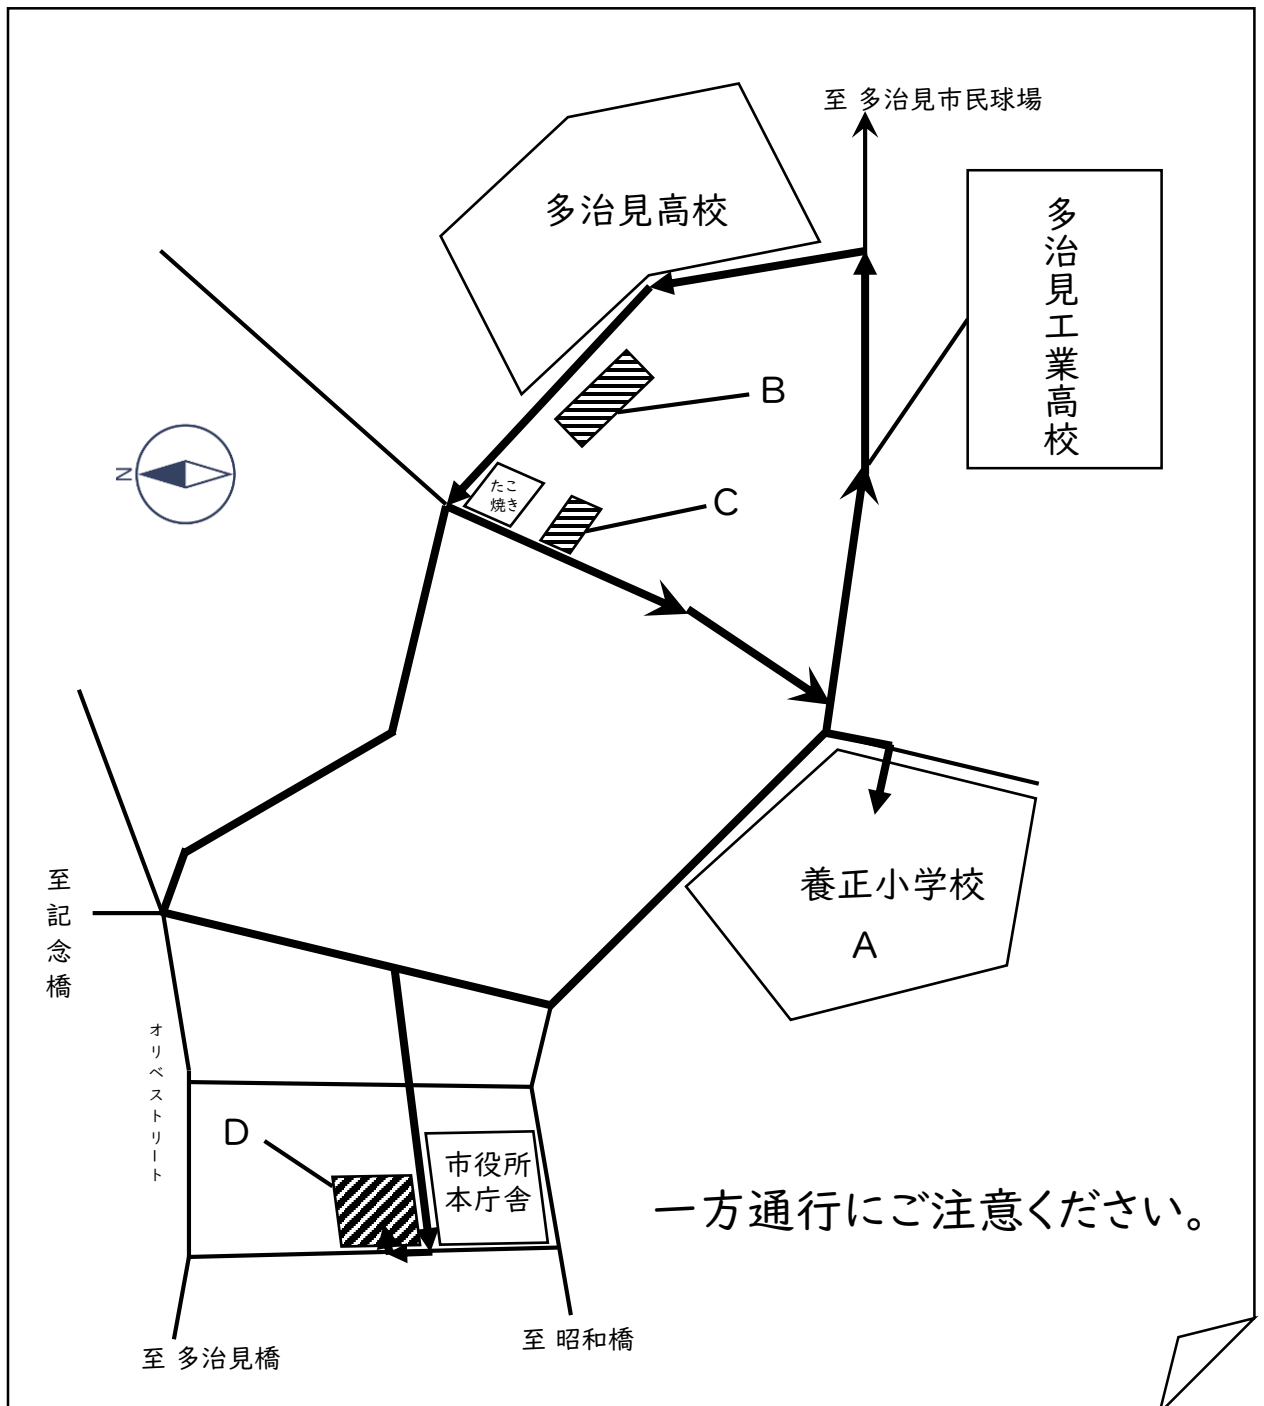 至 多治見市民球場
多治見高校
多治見工業高校
B
たこ
焼き
C
N
養正小学校
A
至記念橋
オリベストリート
D
市役所
本庁舎
一方通行にご注意ください。
至 昭和橋
至 多治見橋